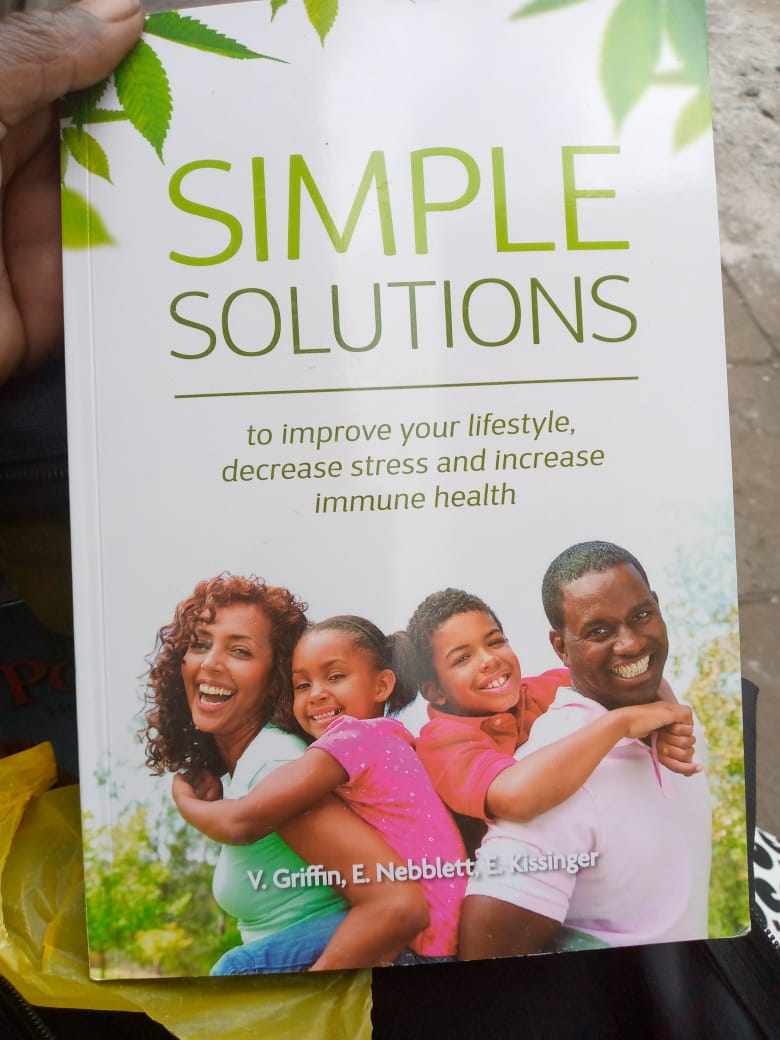 SIMPLE
SOLUTIONS
to improve your lifestyle,
decrease stress and increase
immune health
V. Griffin, E. Nebblett, E. Kissinger